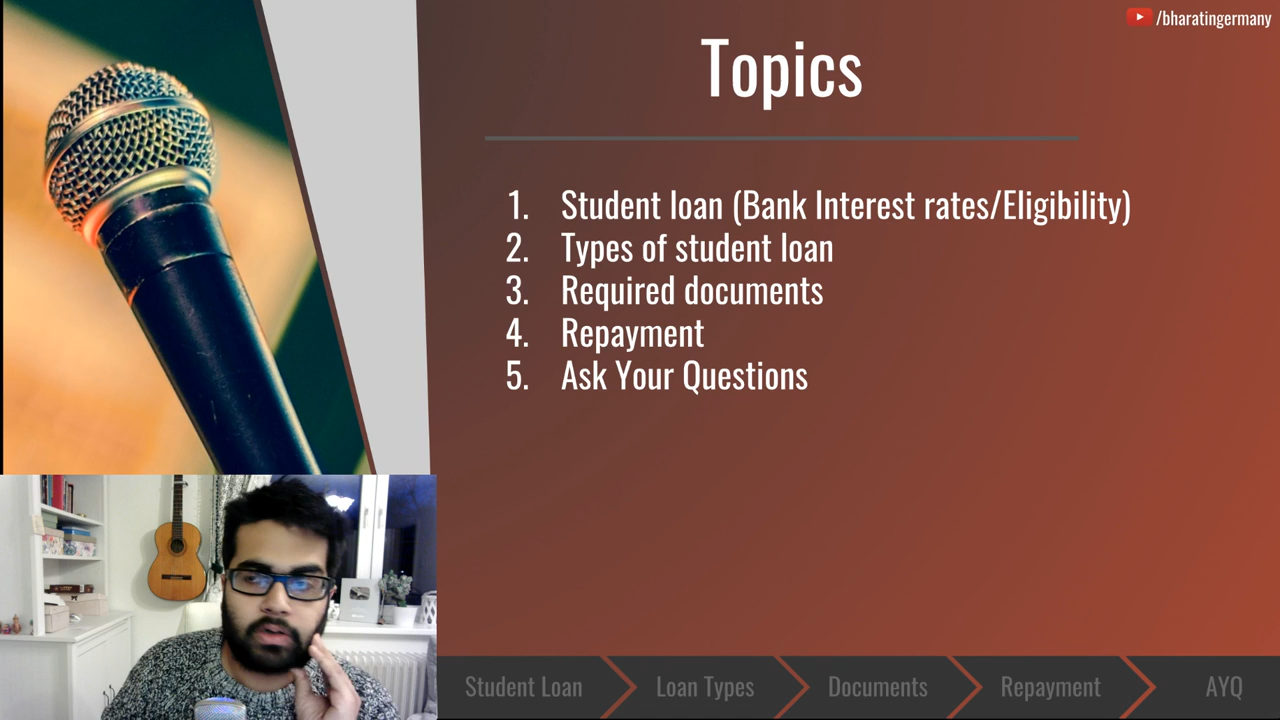 /bharatingermany
Topics
1. Student loan (Bank Interest rates/Eligibility)
2. Types of student loan
3. Required documents
4. Repayment
5. Ask Your Questions
Student Loan
Loan Types
Documents
Repayment
AYQ